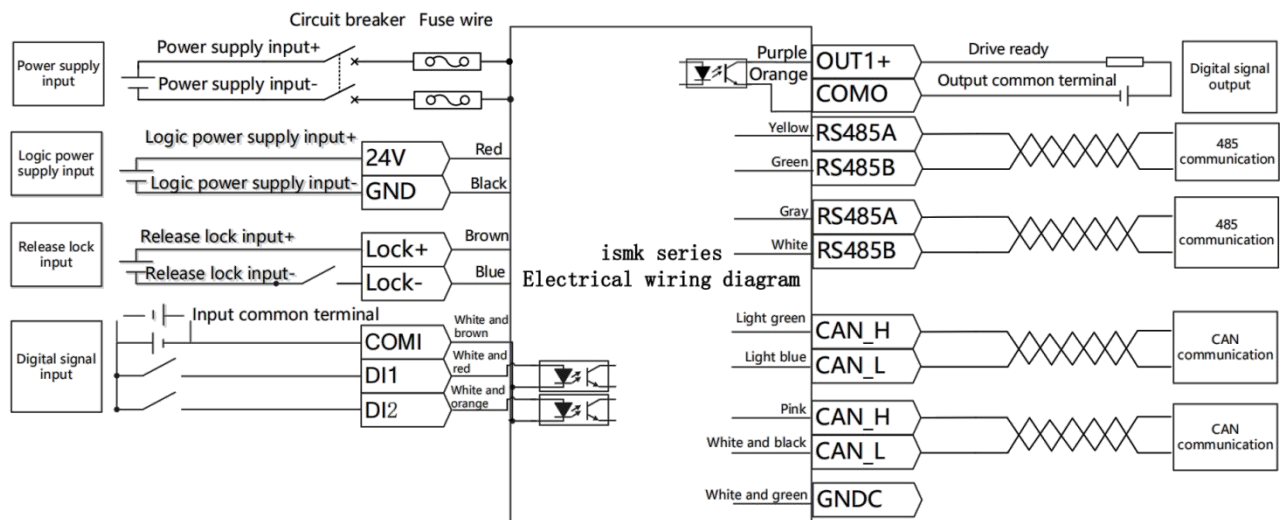 Circuit breaker Fuse wire
Power supply
input
Power supply input+
Power supply input-
Logic power
supply input
Logic power supply input+
Logic power supply input-
24V
GND
Red
Black
Release lock
input
Release lock input+
Release lock input-
Lock+
Lock-
Brown
Blue
Digital signal
input
Input common terminal
COMI
DI1
DI2
White and
brown
White and
red
White and
orange
ismk series
Electrical wiring diagram
Purple
Orange
OUT1+
COMO
Drive ready
Output common terminal
Digital signal
output
Yellow
Green
RS485A
RS485B
485
communication
Gray
White
RS485A
RS485B
485
communication
Light green
Light blue
CAN_H
CAN_L
CAN
communication
Pink
White and black
CAN_H
CAN_L
CAN
communication
White and green
GNDC